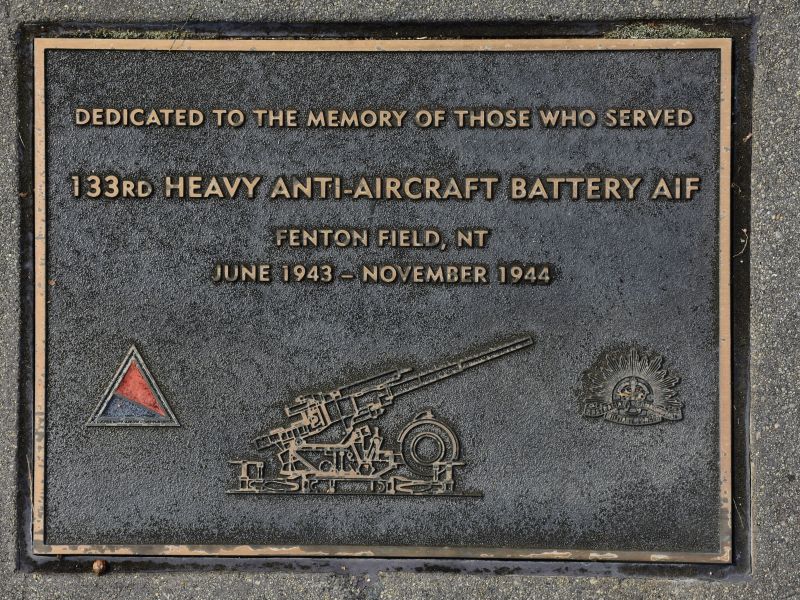 DEDICATED TO THE MEMORY OF THOSE WHO SERVED
133RD HEAVY ANTI-AIRCRAFT BATTERY AIF
FENTON FIELD, NT
JUNE 1943 – NOVEMBER 1944